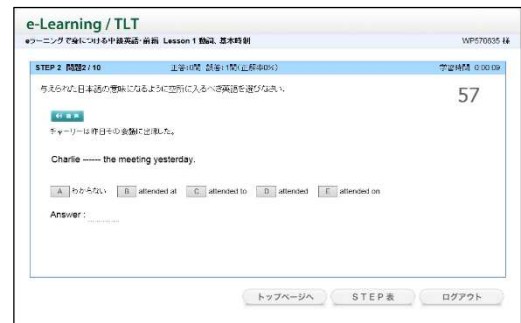 e-Learning / TLT
eラーニングで身につける中級英語-前編 Lesson 1 動詞、基本時制 WP570635 様
STEP 2 問題2 / 10 正答:0問 誤答:1問(正解率0%) 学習時間 0:00:09
与えられた日本語の意味になるように空所に入るべき英語を選びなさい。
57
チャーリーは昨日その会議に出席した。
Charlie ------ the meeting yesterday.
A わからない B attended at C attended to D attended E attended on
Answer :
トップページへ STEP表 ログアウト